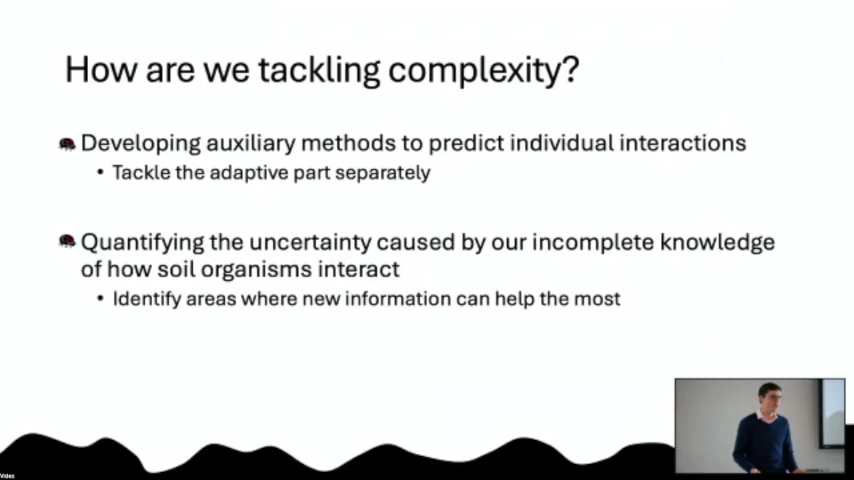 How are we tackling complexity?
Developing auxiliary methods to predict individual interactions
• Tackle the adaptive part separately
Quantifying the uncertainty caused by our incomplete knowledge
of how soil organisms interact
• Identify areas where new information can help the most
Video